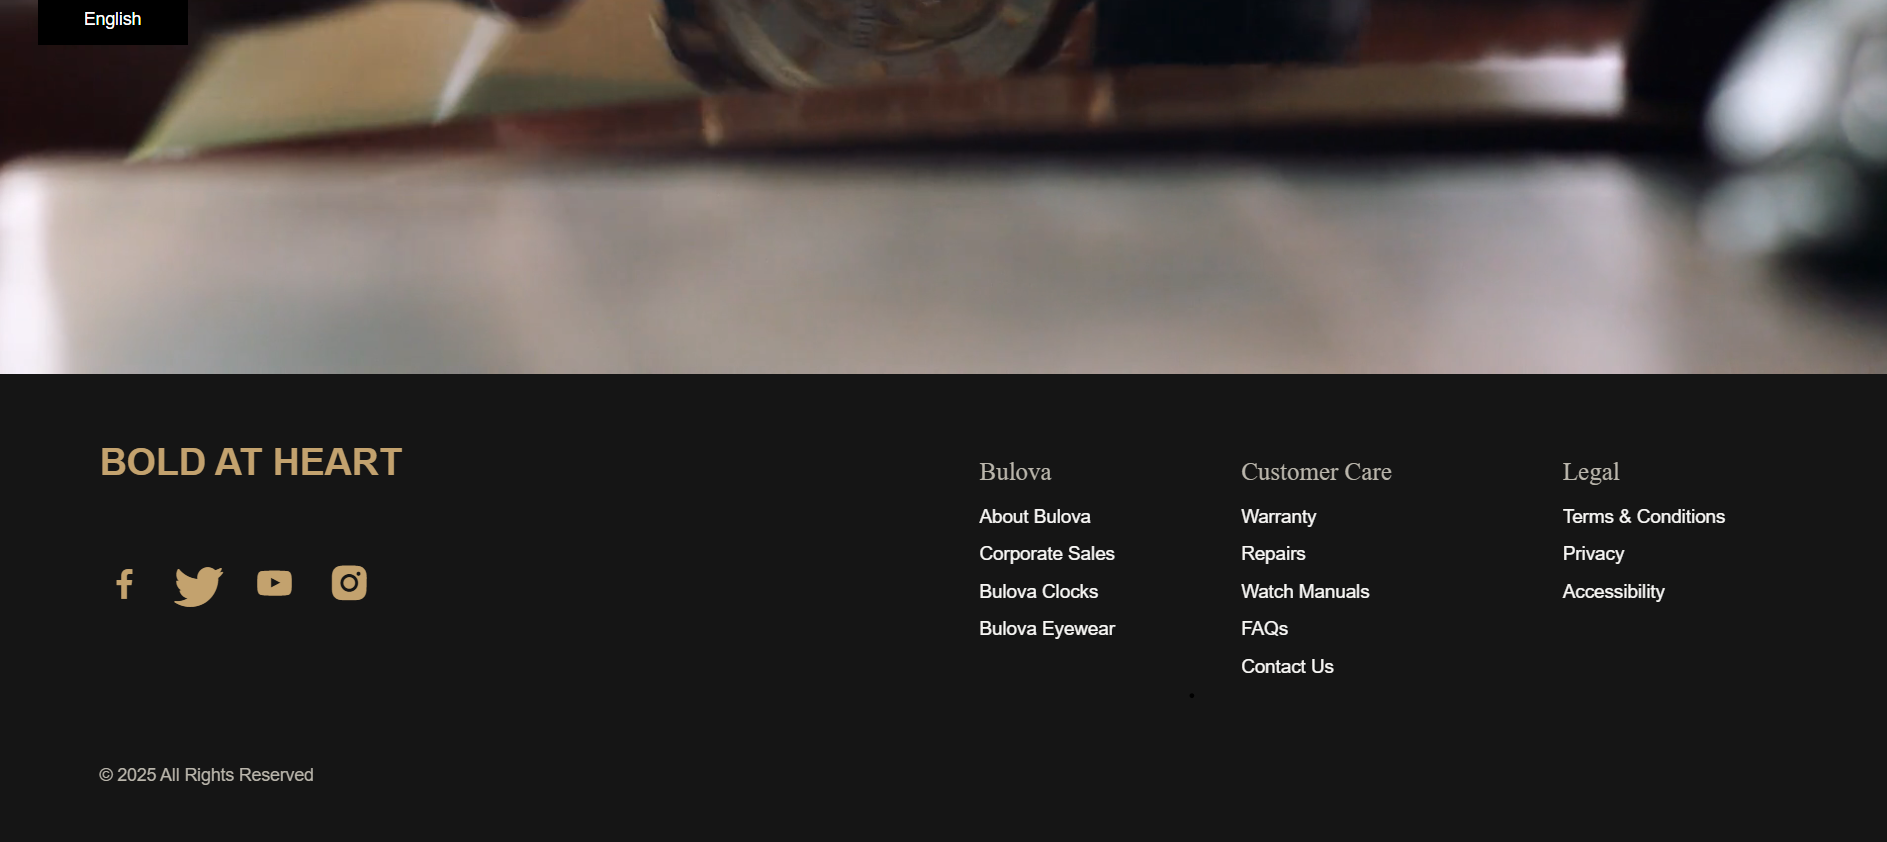 English
BOLD AT HEART
Bulova
About Bulova
Corporate Sales
Bulova Clocks
Bulova Eyewear
Customer Care
Warranty
Repairs
Watch Manuals
FAQs
Contact Us
Legal
Terms & Conditions
Privacy
Accessibility
© 2025 All Rights Reserved